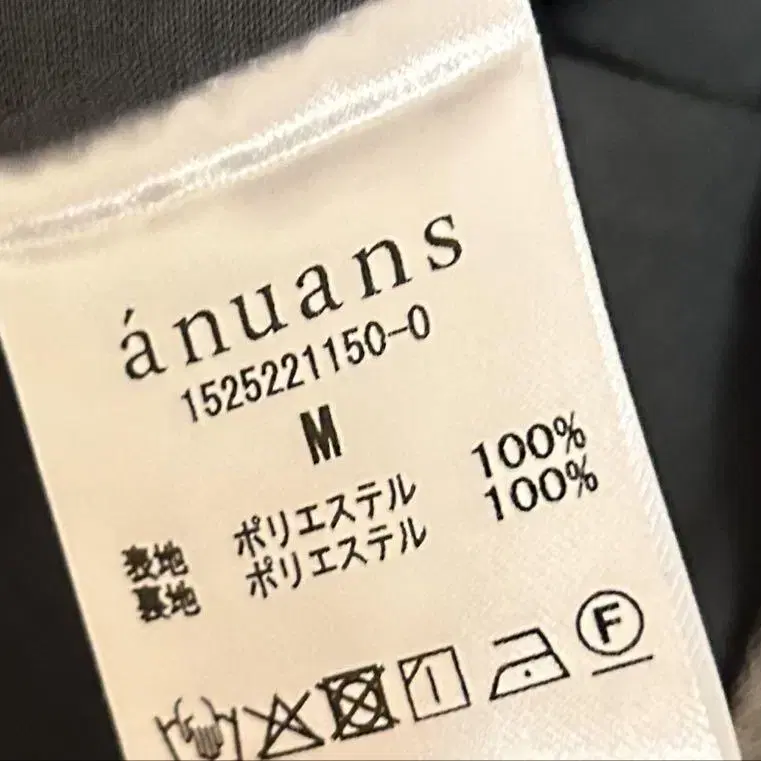 ánuans
1525221150-0
M
表地 ポリエステル 100%
裏地 ポリエステル 100%
F